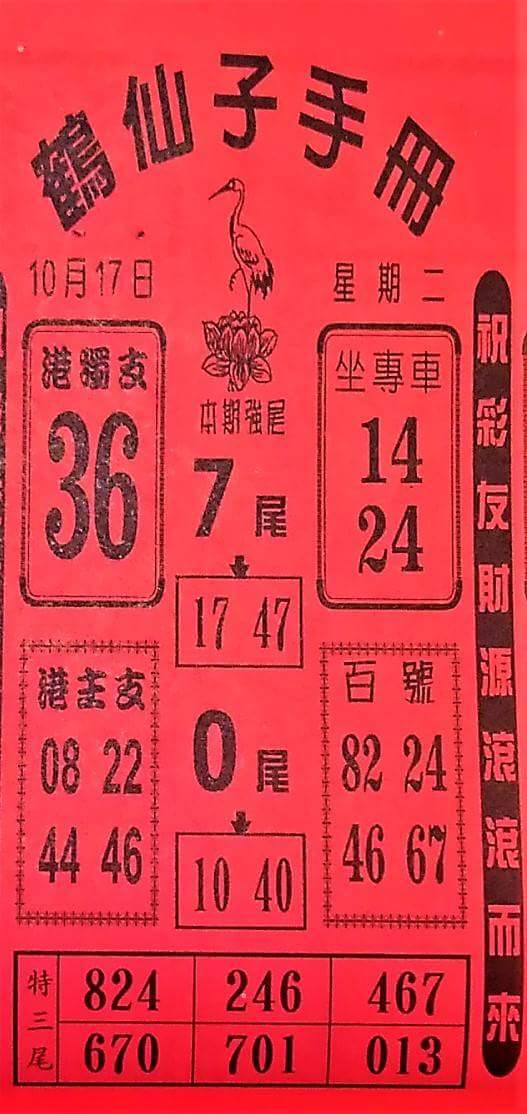 鶴仙子手冊
10月17日
星期二
港獨支
36
本期強尾
7尾
17 47
坐專車
14
24
港主支
08 22
44 46
0尾
10 40
百號
82 24
46 67
特三尾
824 246 467
670 701 013
祝彩友財源滾滾而來